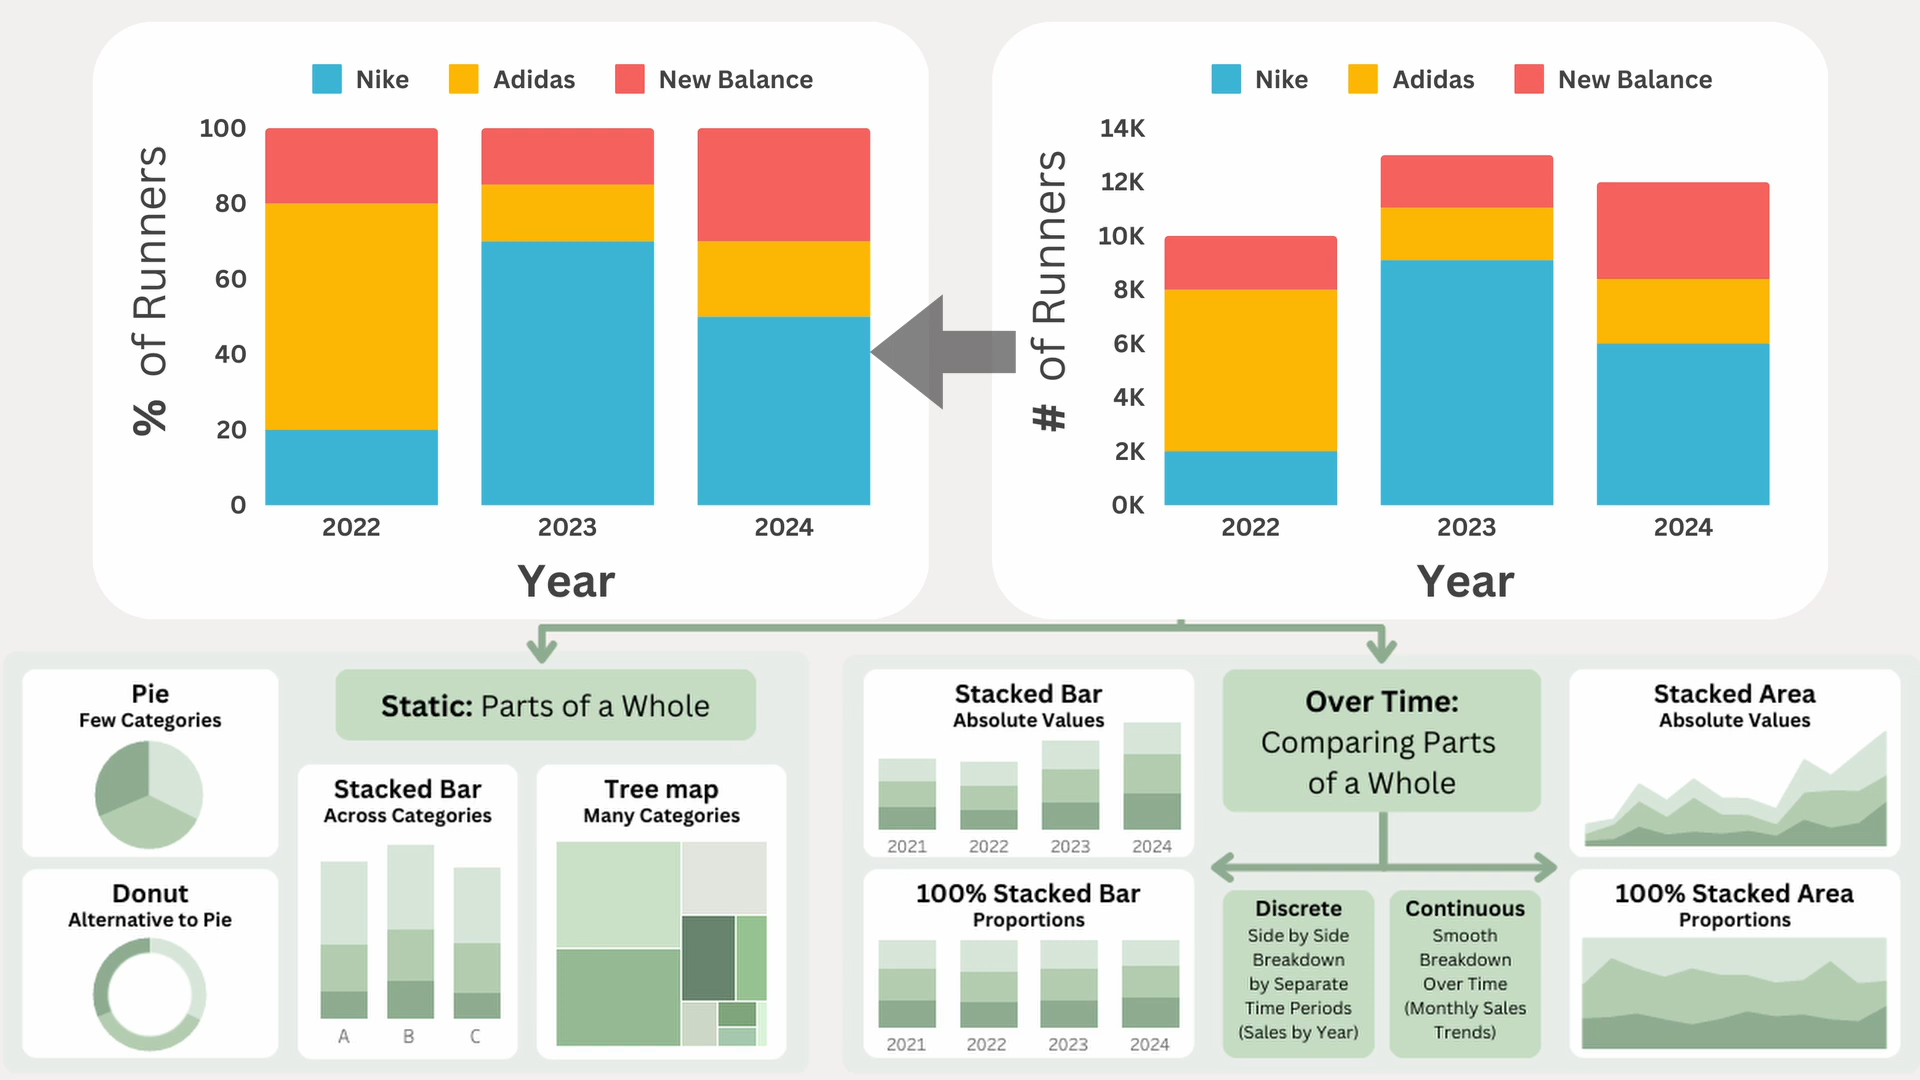 Nike Adidas New Balance
100
80
60
40
20
0
% of Runners
2022 2023 2024
Year
Nike Adidas New Balance
14K
12K
10K
8K
6K
4K
2K
0K
# of Runners
2022 2023 2024
Year
Static: Parts of a Whole
Pie
Few Categories
Donut
Alternative to Pie
Stacked Bar
Across Categories
A B C
Tree map
Many Categories
Over Time:
Comparing Parts
of a Whole
Stacked Bar
Absolute Values
2021 2022 2023 2024
100% Stacked Bar
Proportions
2021 2022 2023 2024
Discrete
Side by Side
Breakdown
by Separate
Time Periods
(Sales by Year)
Continuous
Smooth
Breakdown
Over Time
(Monthly Sales
Trends)
Stacked Area
Absolute Values
100% Stacked Area
Proportions